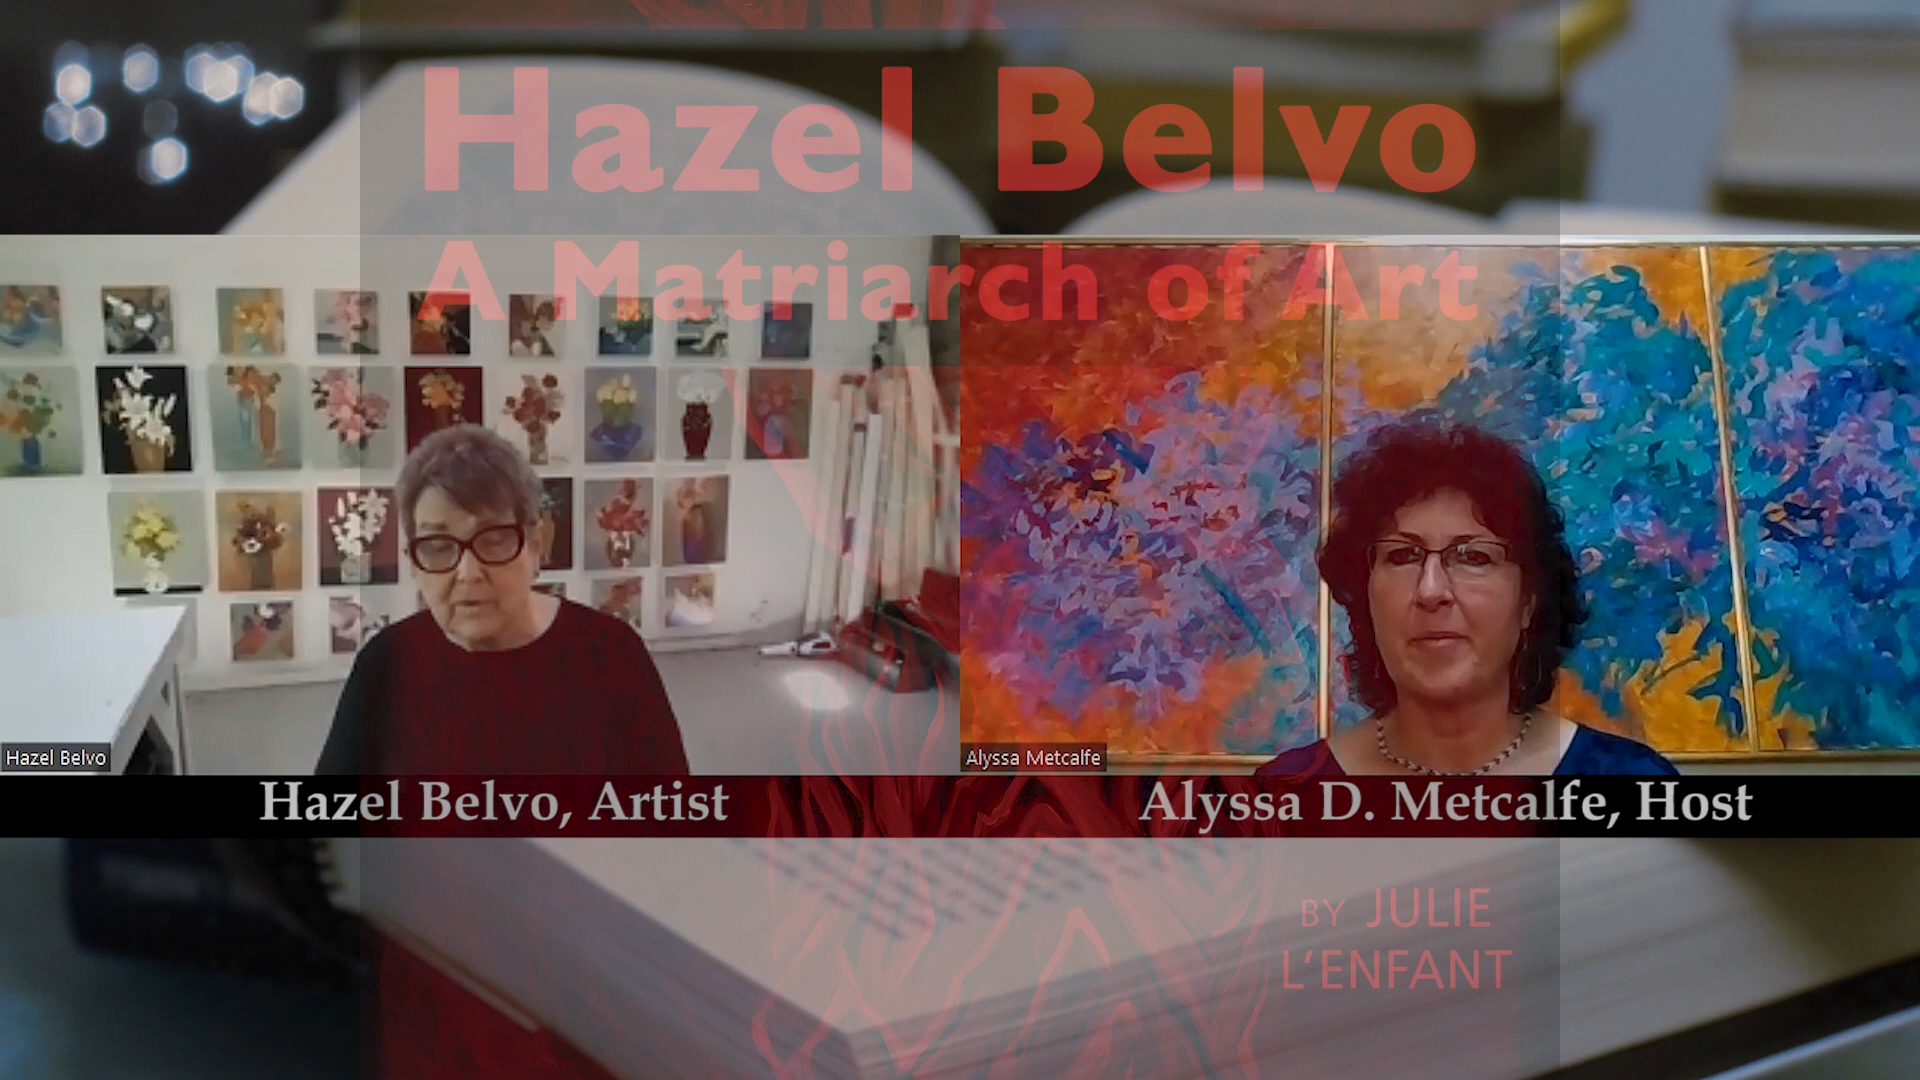 Hazel Belvo
A Matriarch of Art
Hazel Belvo
Alyssa Metcalfe
Hazel Belvo, Artist
Alyssa D. Metcalfe, Host
BY JULIE
L'ENFANT